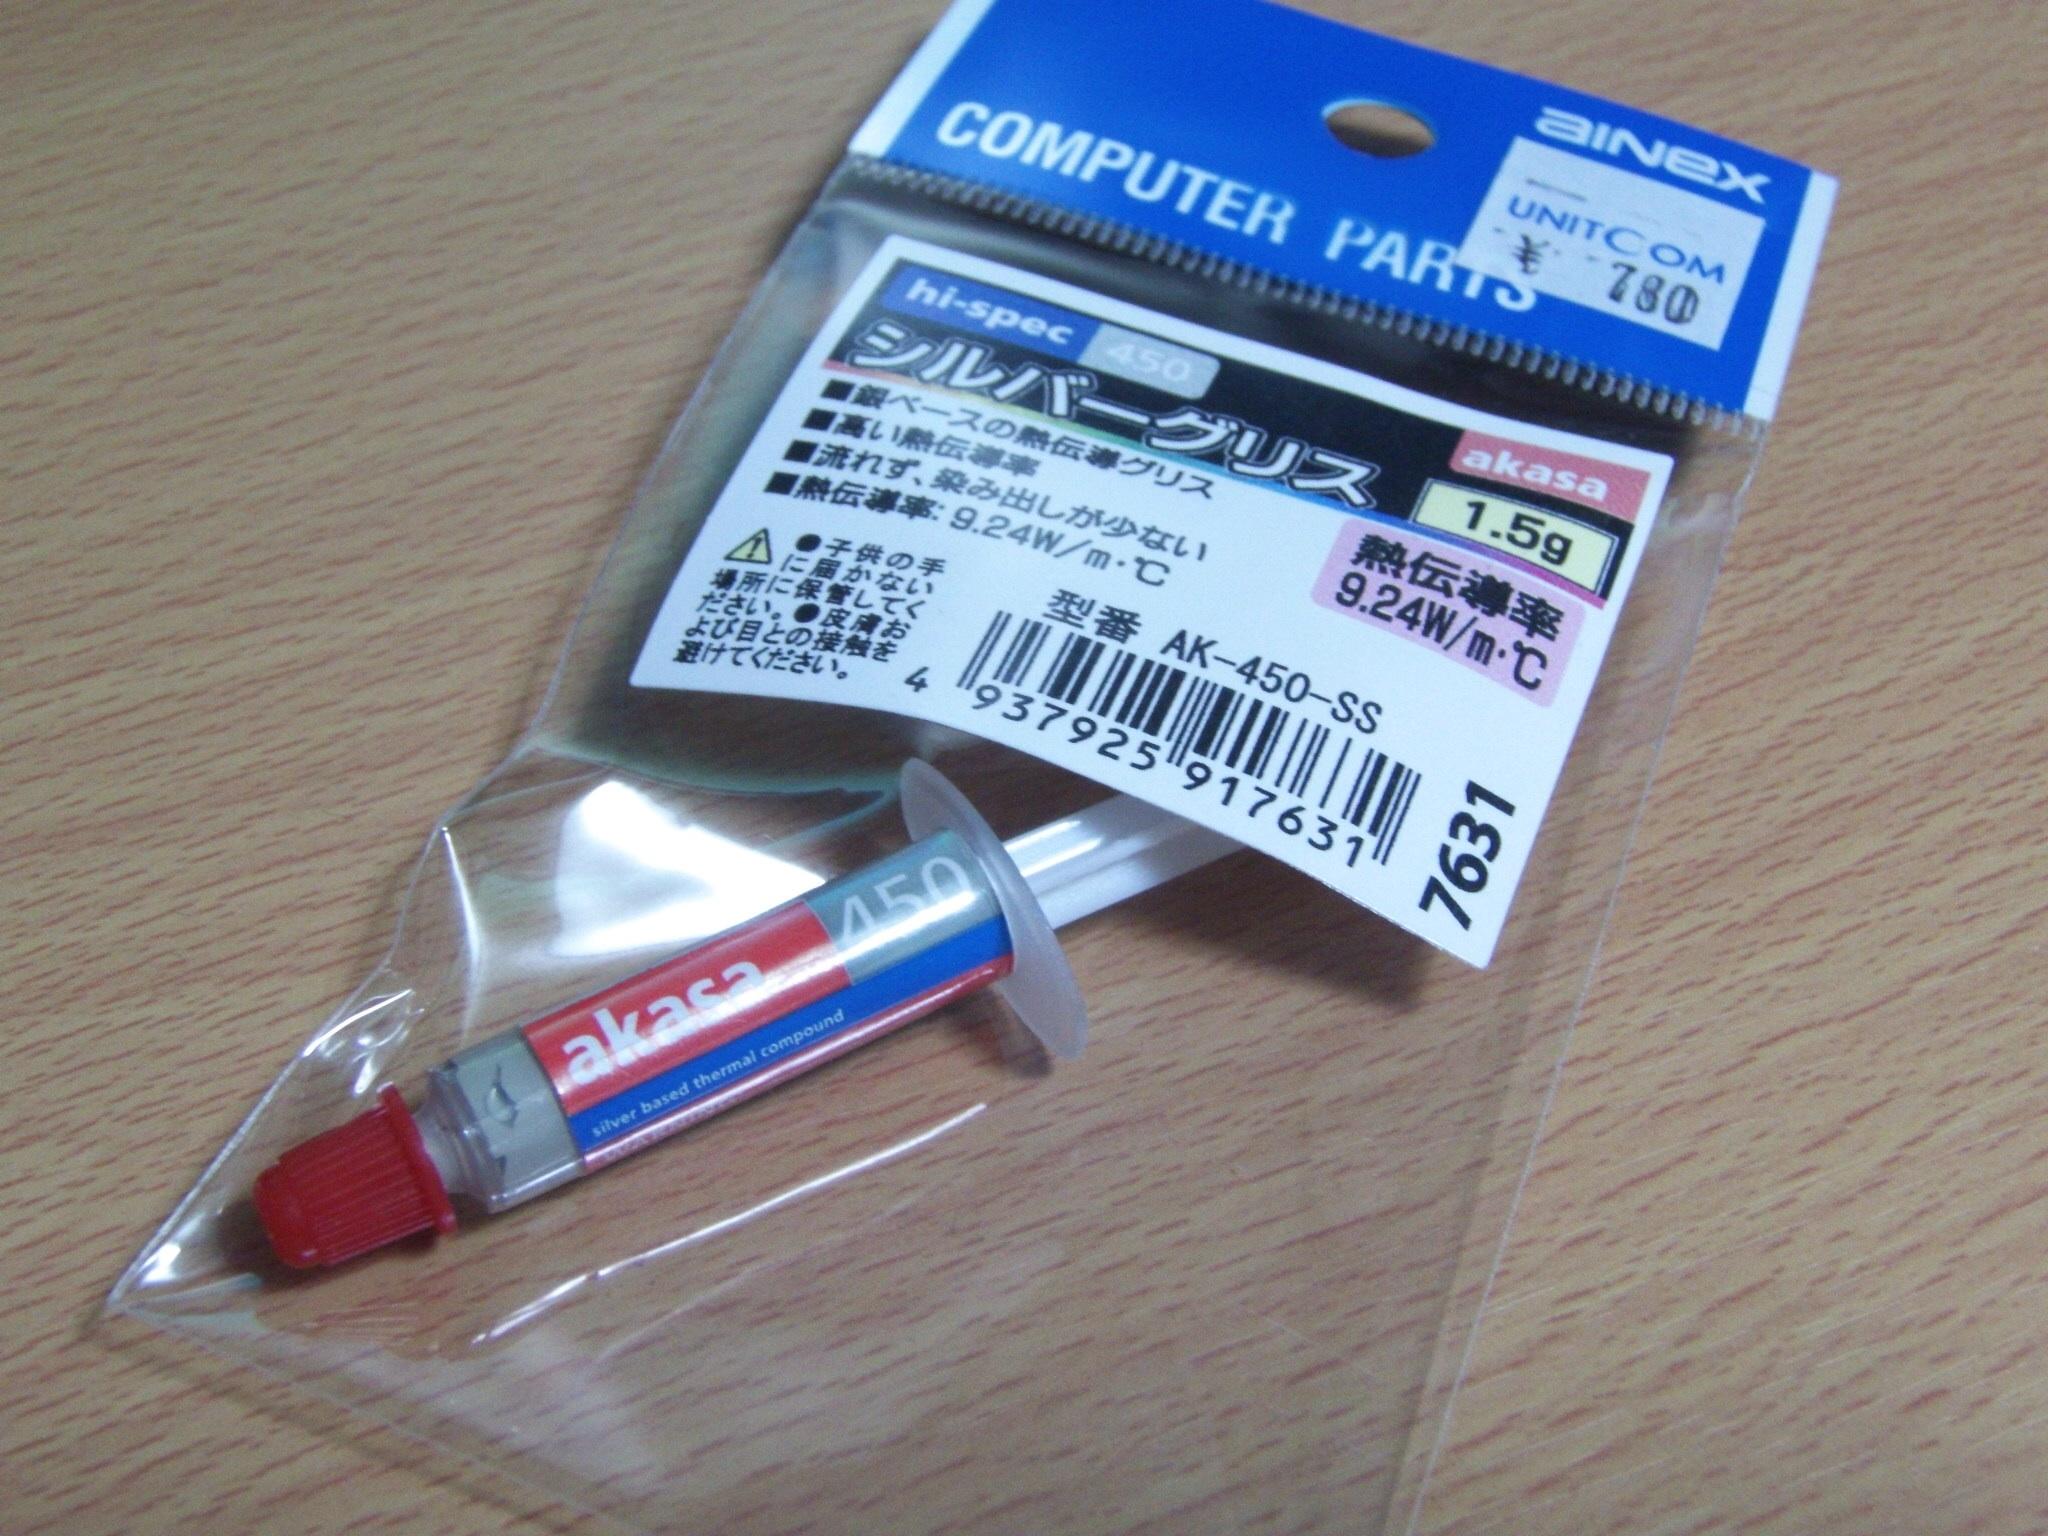 ainex
COMPUTER PARTS
UNITCOM
¥ 780
hi-spec 450
シルバーグリス
akasa
1.5g
■銀ベースの熱伝導グリス
■高い熱伝導率
■流れず、染み出しが少ない
■熱伝導率: 9.24W/m・℃
熱伝導率
9.24W/m・℃
●子供の手
に届かない
場所に保管してく
ださい。●皮膚お
よび目との接触を
避けてください。
型番 AK-450-SS
4 937925 917631
7631
450
akasa
silver based thermal compound